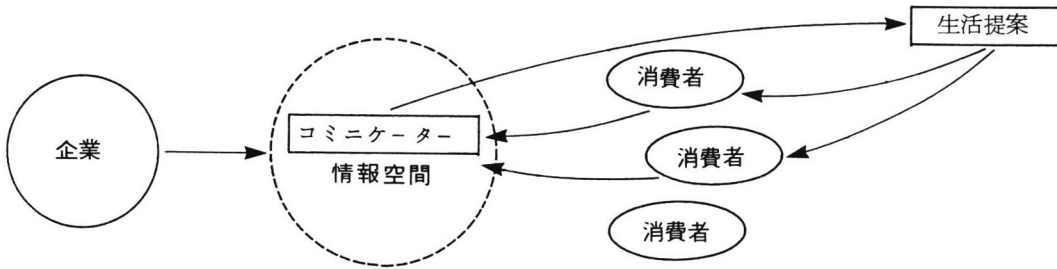 生活提案
消費者
コミニケーター
企業
情報空間
消費者
消費者